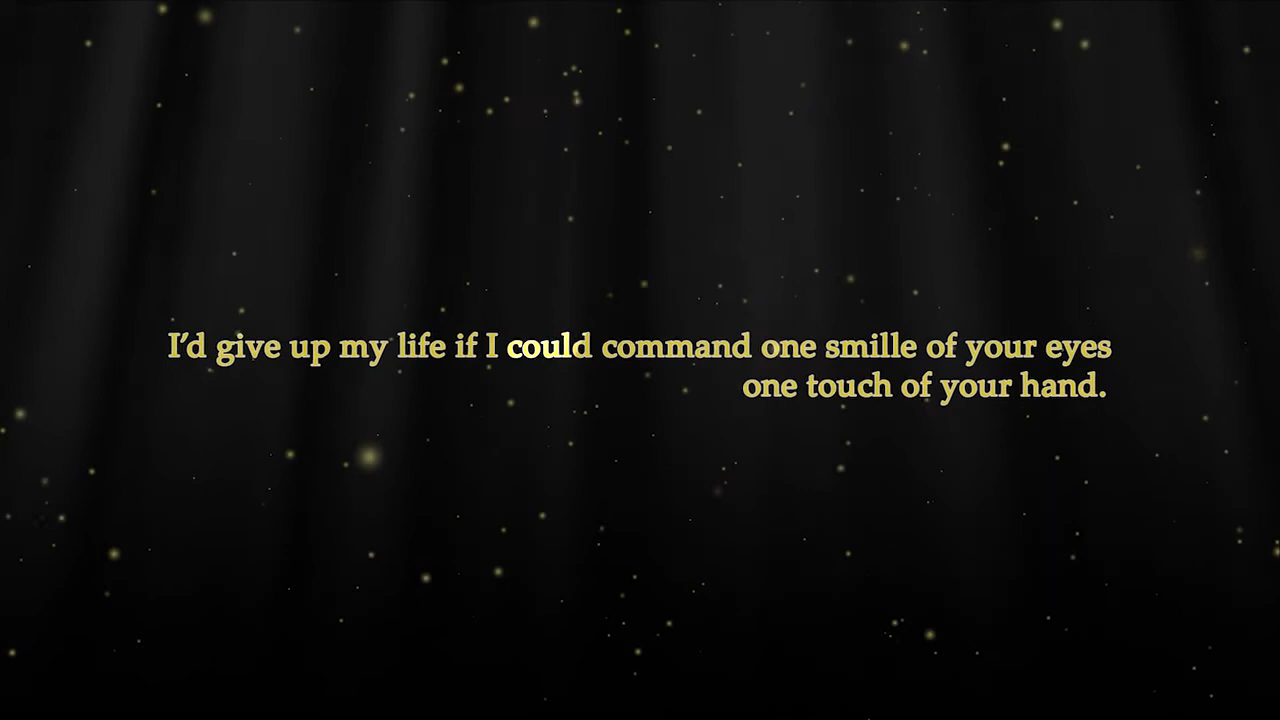 I'd give up my life if I could command one smille of your eyes
one touch of your hand.